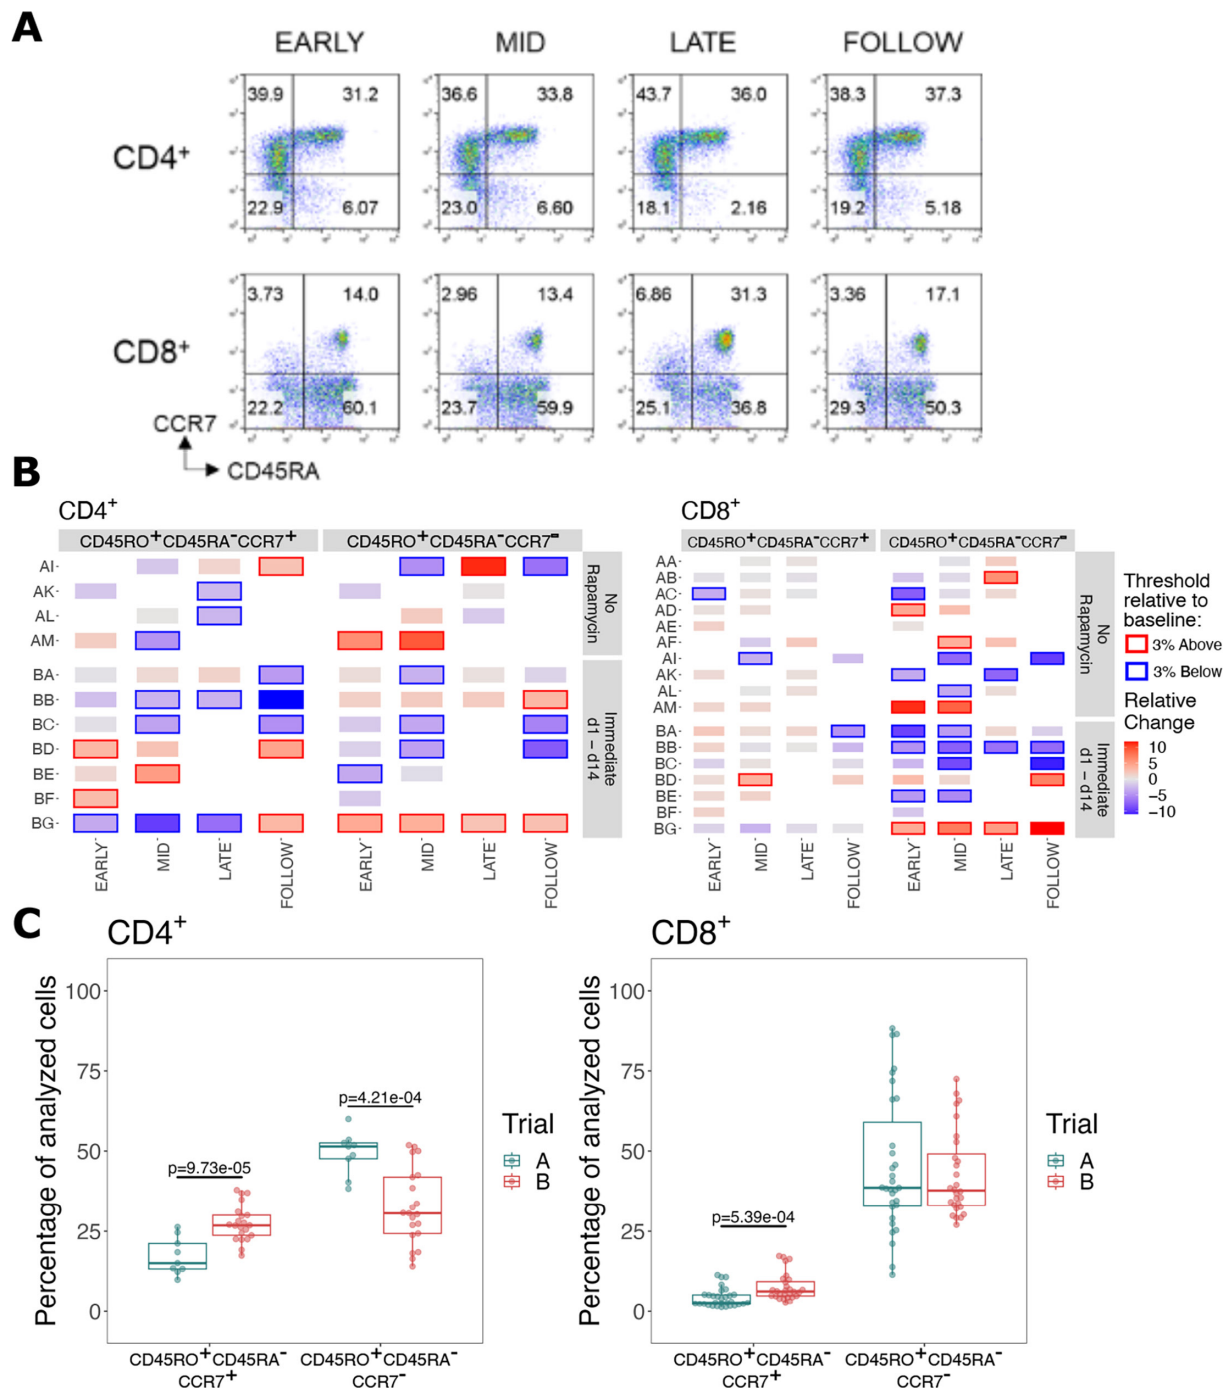 A
EARLY MID LATE FOLLOW
CD4+
39.9 31.2 36.6 33.8 43.7 36.0 38.3 37.3
22.9 6.07 23.0 6.60 18.1 2.16 19.2 5.18
CD8+
3.73 14.0 2.96 13.4 6.86 31.3 3.36 17.1
22.2 60.1 23.7 59.9 25.1 36.8 29.3 50.3
CCR7
CD45RA
B
CD4+
CD45RO+CD45RA-CCR7+ CD45RO+CD45RA-CCR7-
AI
AK
AL
AM
No Rapamycin
BA
BB
BC
BD
BE
BF
BG
Immediate d1 – d14
EARLY MID LATE FOLLOW EARLY MID LATE FOLLOW
CD8+
CD45RO+CD45RA-CCR7+ CD45RO+CD45RA-CCR7-
AA
AB
AC
AD
AE
AF
AI
AK
AL
AM
No Rapamycin
BA
BB
BC
BD
BE
BF
BG
Immediate d1 – d14
EARLY MID LATE FOLLOW EARLY MID LATE FOLLOW
Threshold
relative to
baseline:
3% Above
3% Below
Relative
Change
10
5
0
−5
−10
C
CD4+
Percentage of analyzed cells
100
75
50
25
0
p=9.73e-05
p=4.21e-04
CD45RO+CD45RA- CD45RO+CD45RA-
CCR7+ CCR7-
Trial
A
B
CD8+
Percentage of analyzed cells
100
75
50
25
0
p=5.39e-04
CD45RO+CD45RA- CD45RO+CD45RA-
CCR7+ CCR7-
Trial
A
B